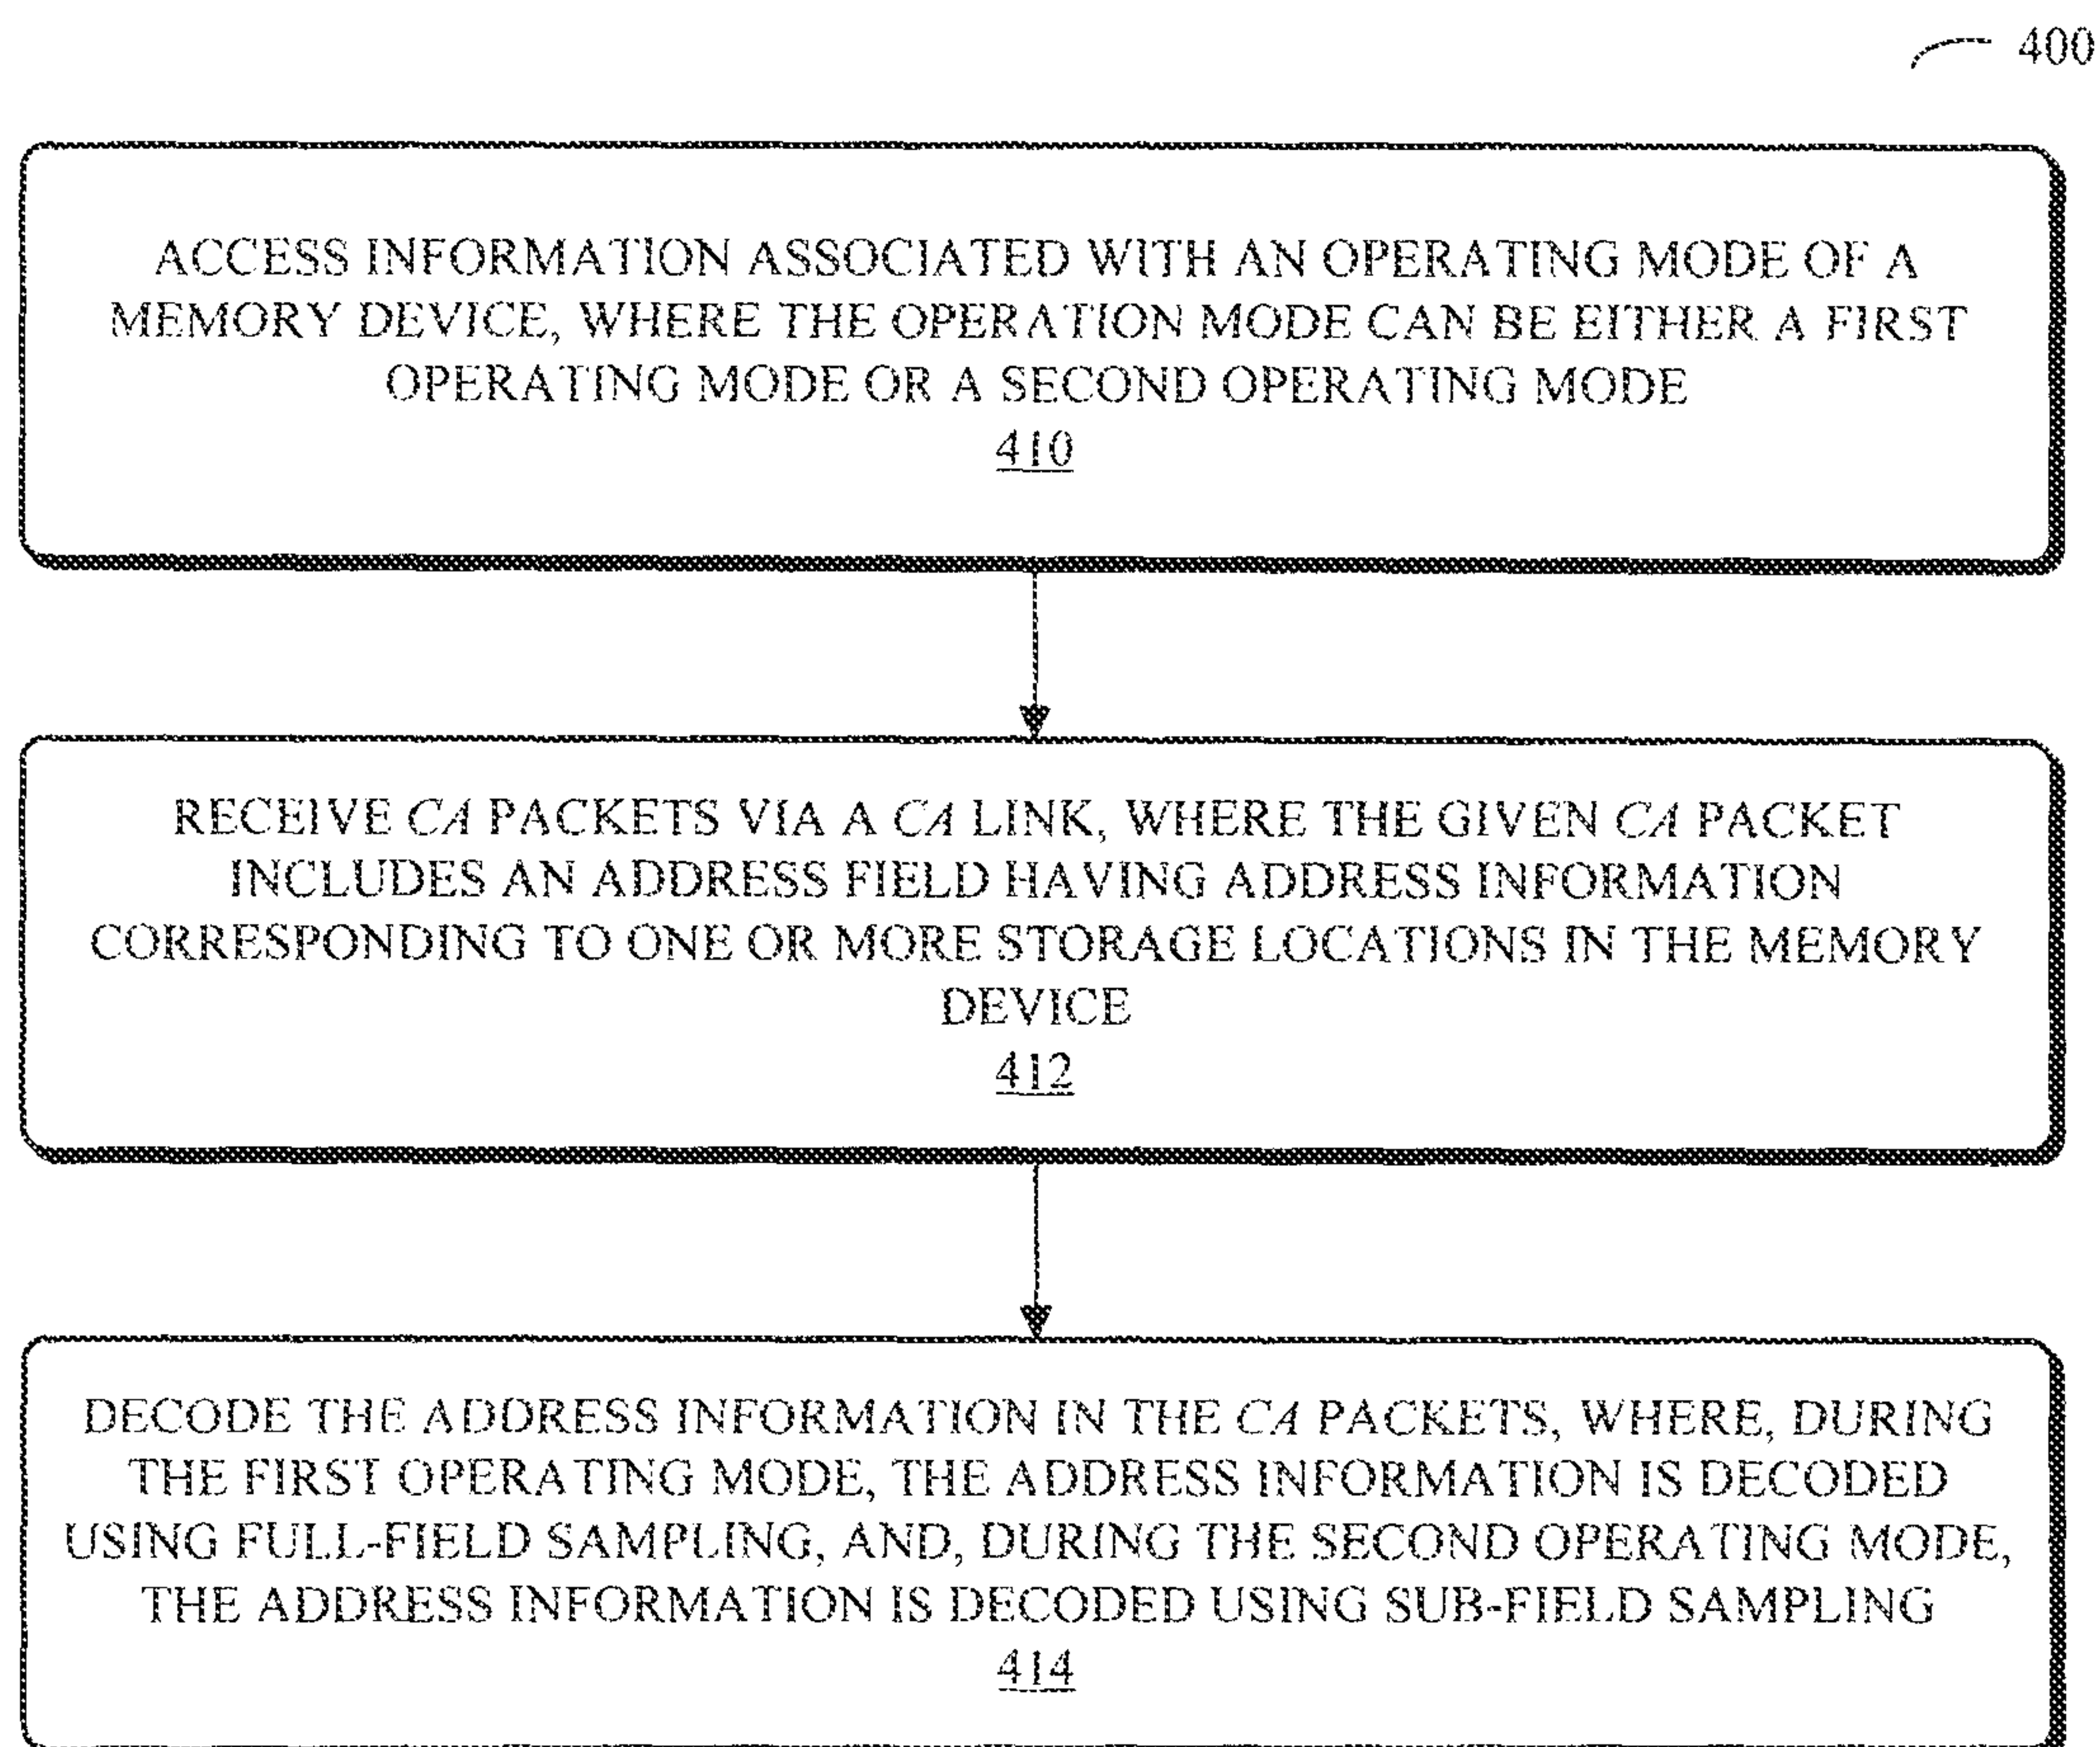 400
ACCESS INFORMATION ASSOCIATED WITH AN OPERATING MODE OF A
MEMORY DEVICE, WHERE THE OPERATION MODE CAN BE EITHER A FIRST
OPERATING MODE OR A SECOND OPERATING MODE
410
RECEIVE CA PACKETS VIA A CA LINK, WHERE THE GIVEN CA PACKET
INCLUDES AN ADDRESS FIELD HAVING ADDRESS INFORMATION
CORRESPONDING TO ONE OR MORE STORAGE LOCATIONS IN THE MEMORY
DEVICE
412
DECODE THE ADDRESS INFORMATION IN THE CA PACKETS, WHERE, DURING
THE FIRST OPERATING MODE, THE ADDRESS INFORMATION IS DECODED
USING FULL-FIELD SAMPLING, AND, DURING THE SECOND OPERATING MODE,
THE ADDRESS INFORMATION IS DECODED USING SUB-FIELD SAMPLING
414